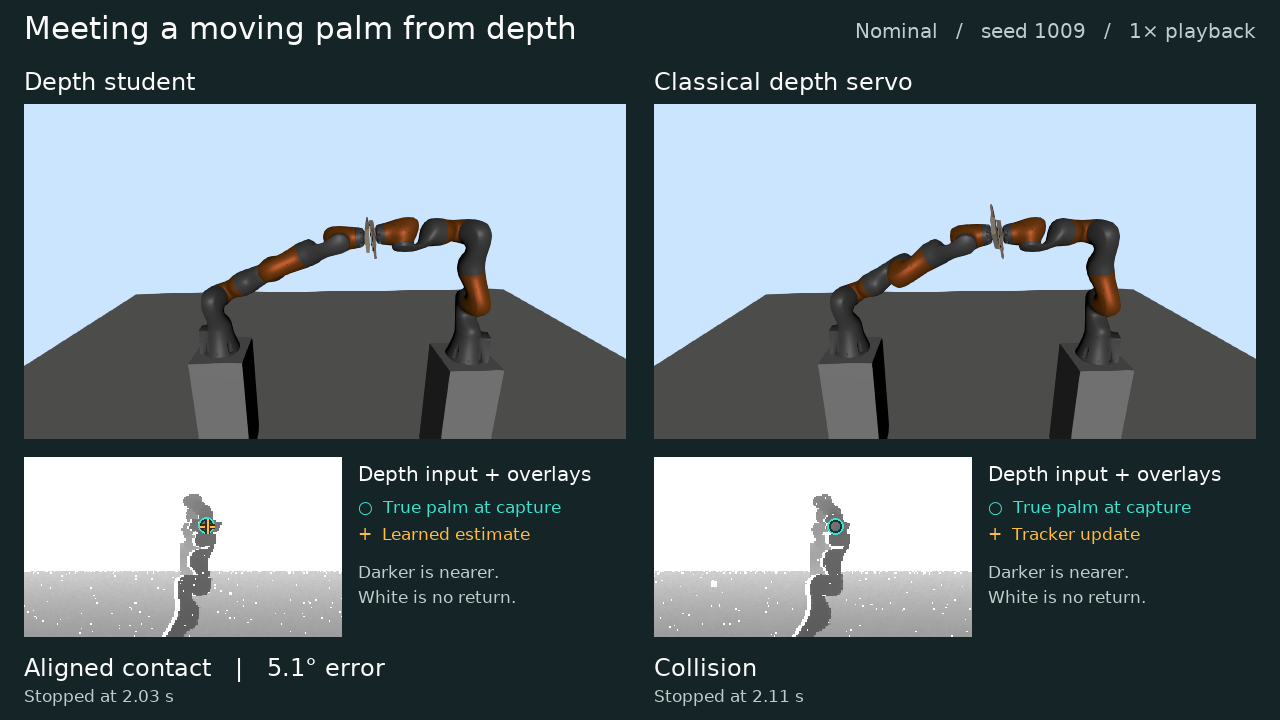 Meeting a moving palm from depth
Nominal / seed 1009 / 1× playback
Depth student
Classical depth servo
Depth input + overlays
○ True palm at capture
+ Learned estimate
Darker is nearer.
White is no return.
Depth input + overlays
○ True palm at capture
+ Tracker update
Darker is nearer.
White is no return.
Aligned contact | 5.1° error
Stopped at 2.03 s
Collision
Stopped at 2.11 s